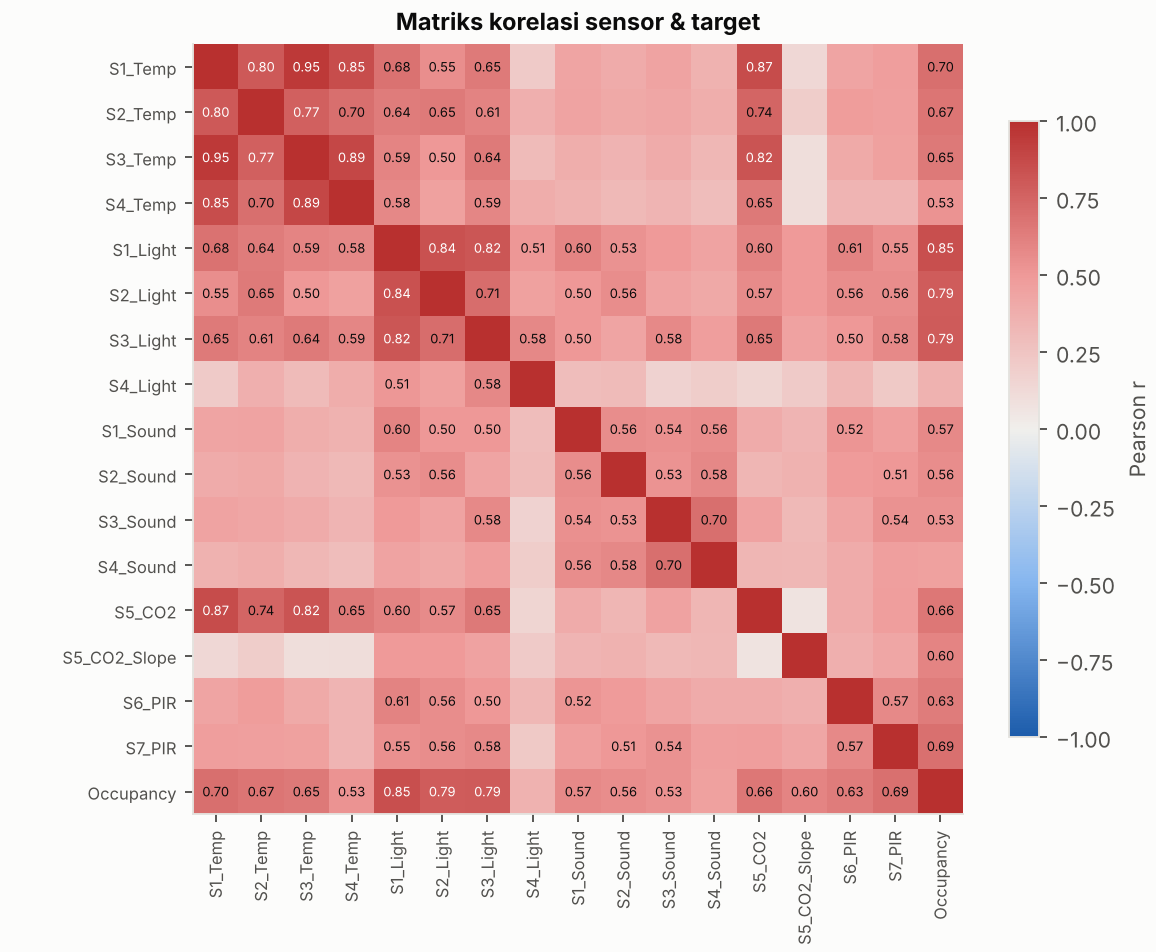 Matriks korelasi sensor & target
S1_Temp 0.80 0.95 0.85 0.68 0.55 0.65 0.87 0.70
S2_Temp 0.80 0.77 0.70 0.64 0.65 0.61 0.74 0.67
S3_Temp 0.95 0.77 0.89 0.59 0.50 0.64 0.82 0.65
S4_Temp 0.85 0.70 0.89 0.58 0.59 0.65 0.53
S1_Light 0.68 0.64 0.59 0.58 0.84 0.82 0.51 0.60 0.53 0.60 0.61 0.55 0.85
S2_Light 0.55 0.65 0.50 0.84 0.71 0.50 0.56 0.57 0.56 0.56 0.79
S3_Light 0.65 0.61 0.64 0.59 0.82 0.71 0.58 0.50 0.58 0.65 0.50 0.58 0.79
S4_Light 0.51 0.58
S1_Sound 0.60 0.50 0.50 0.56 0.54 0.56 0.52 0.57
S2_Sound 0.53 0.56 0.56 0.53 0.58 0.51 0.56
S3_Sound 0.58 0.54 0.53 0.70 0.54 0.53
S4_Sound 0.56 0.58 0.70
S5_CO2 0.87 0.74 0.82 0.65 0.60 0.57 0.65 0.66
S5_CO2_Slope 0.60
S6_PIR 0.61 0.56 0.50 0.52 0.57 0.63
S7_PIR 0.55 0.56 0.58 0.51 0.54 0.57 0.69
Occupancy 0.70 0.67 0.65 0.53 0.85 0.79 0.79 0.57 0.56 0.53 0.66 0.60 0.63 0.69
S1_Temp
S2_Temp
S3_Temp
S4_Temp
S1_Light
S2_Light
S3_Light
S4_Light
S1_Sound
S2_Sound
S3_Sound
S4_Sound
S5_CO2
S5_CO2_Slope
S6_PIR
S7_PIR
Occupancy
1.00
0.75
0.50
0.25
0.00
−0.25
−0.50
−0.75
−1.00
Pearson r